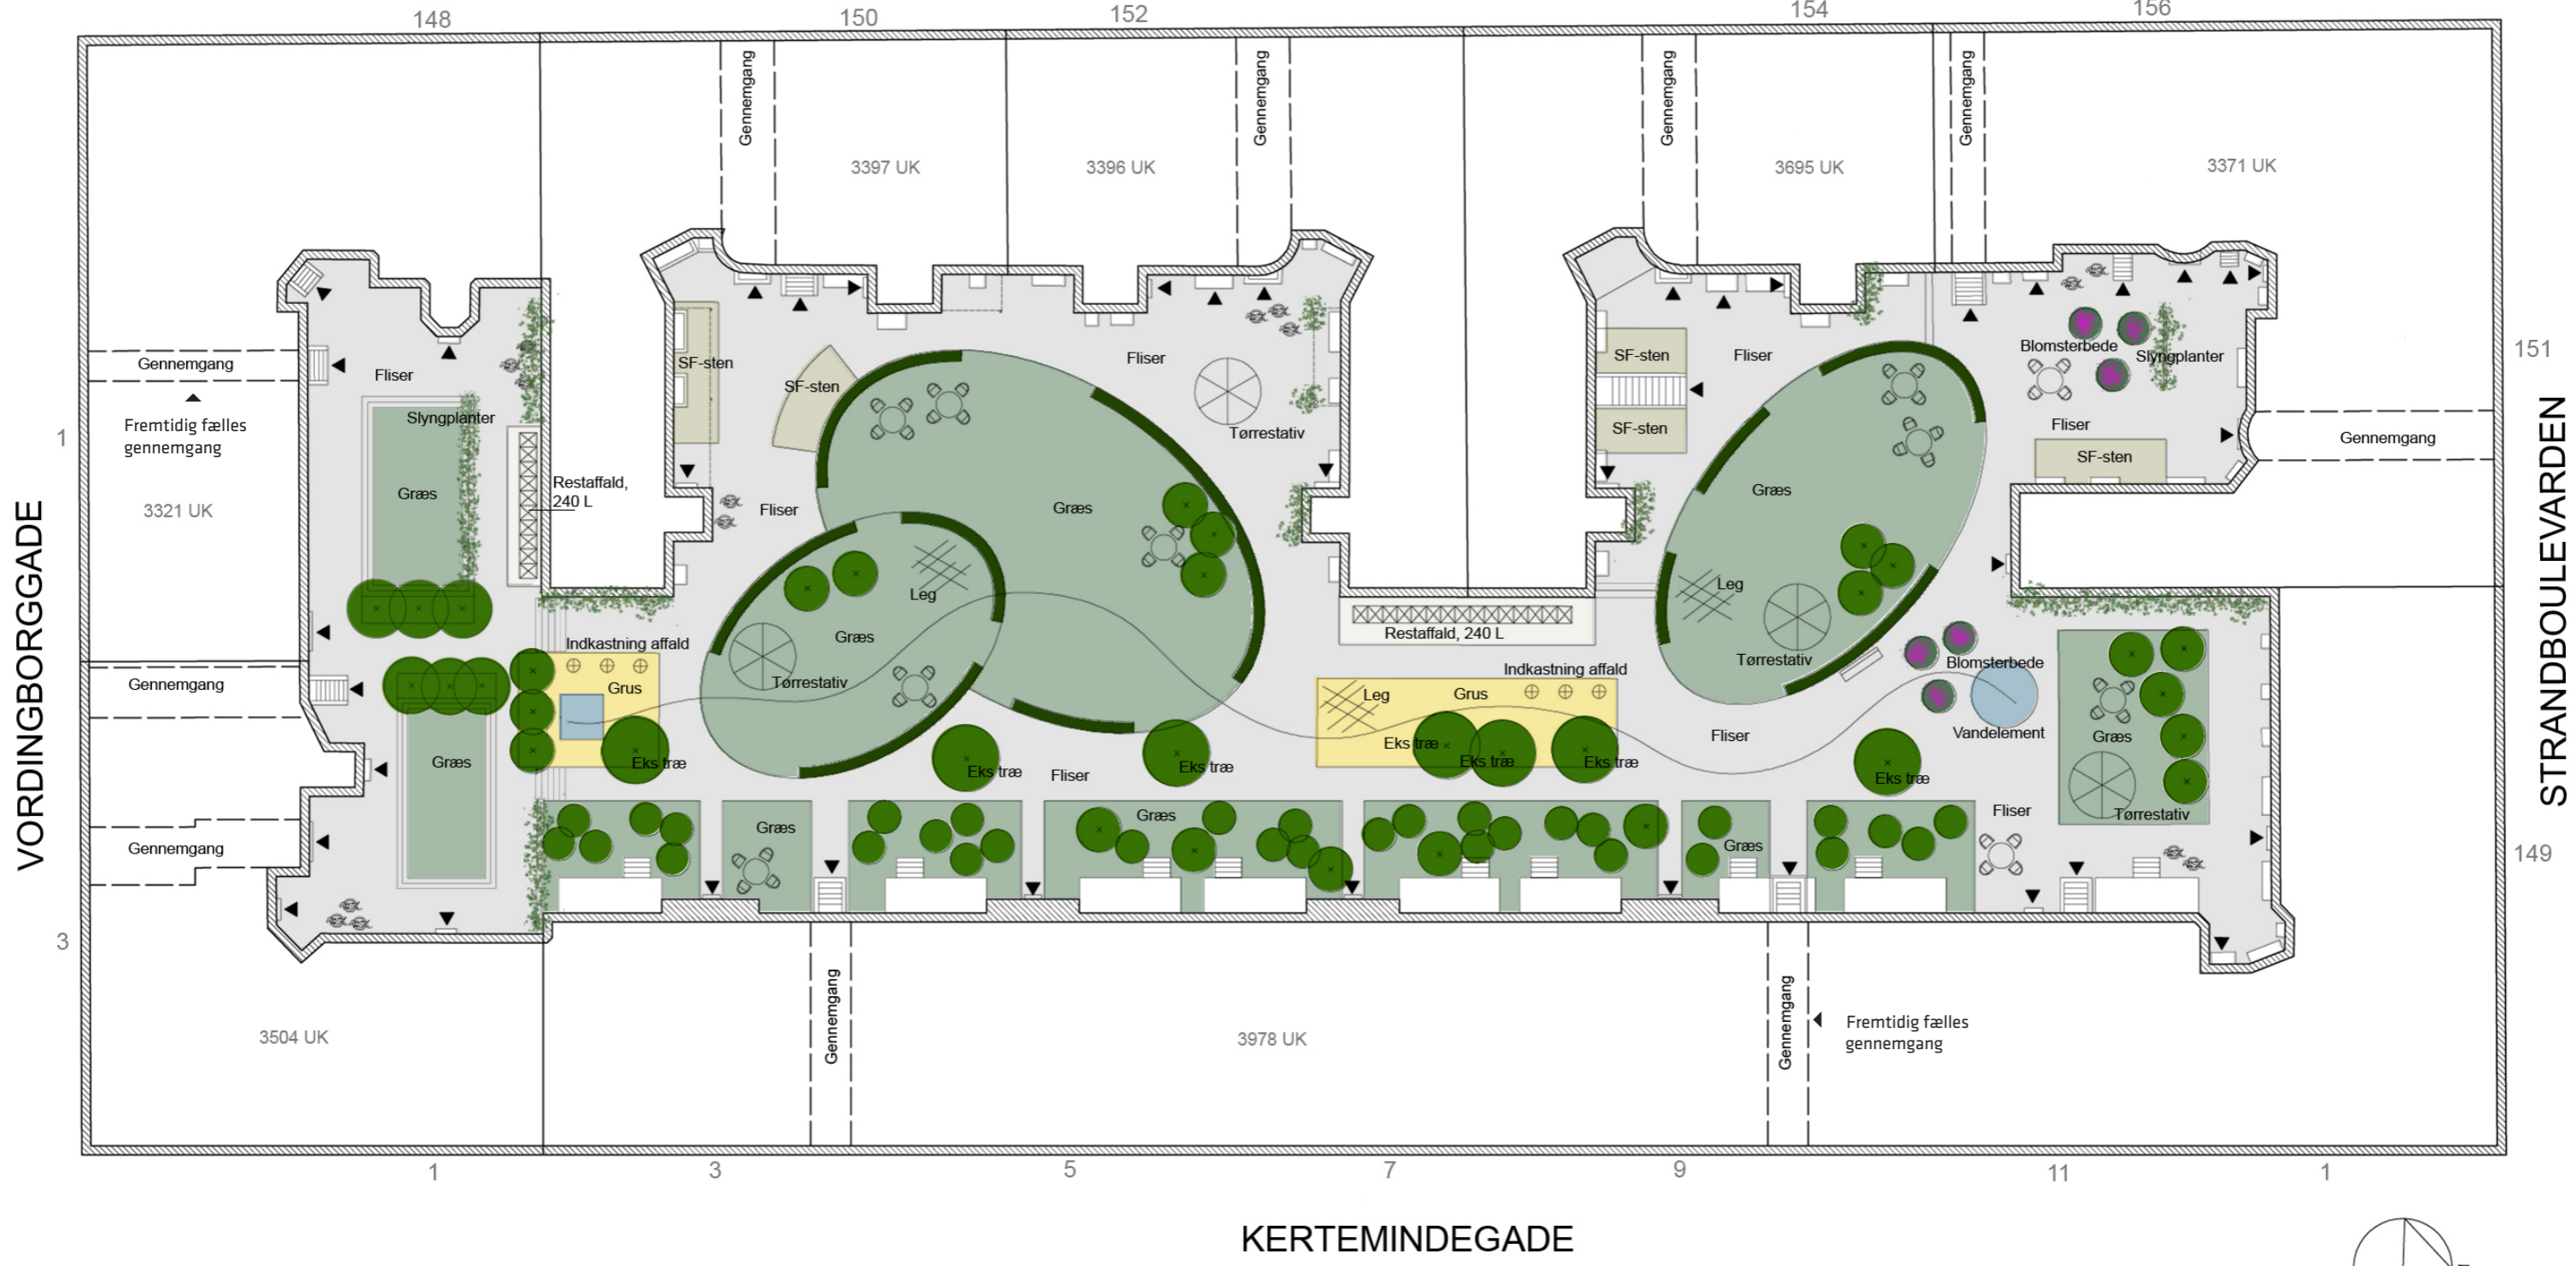 148
150
152
154
156
Gennemgang
Gennemgang
Gennemgang
Gennemgang
3397 UK
3396 UK
3695 UK
3371 UK
Gennemgang
Fliser
Fremtidig fælles
gennemgang
1
3321 UK
VORDINGBORGGADE
Slyngplanter
Græs
Restaffald,
240 L
SF-sten
SF-sten
Fliser
Fliser
Tørrestativ
Græs
Leg
Græs
Tørrestativ
SF-sten
SF-sten
Fliser
Græs
Leg
Tørrestativ
Blomsterbede
Slyngplanter
Fliser
SF-sten
Gennemgang
151
STRANDBOULEVARDEN
Restaffald, 240 L
Indkastning affald
Grus
Eks træ
Indkastning affald
Leg
Grus
Eks træ
Eks træ
Eks træ
Blomsterbede
Vandelement
Fliser
Eks træ
Græs
Tørrestativ
Fliser
Gennemgang
Græs
Gennemgang
Eks træ
Fliser
Eks træ
Græs
Græs
Græs
149
3
3504 UK
Gennemgang
3978 UK
Gennemgang
Fremtidig fælles
gennemgang
1
3
5
7
9
11
1
KERTEMINDEGADE